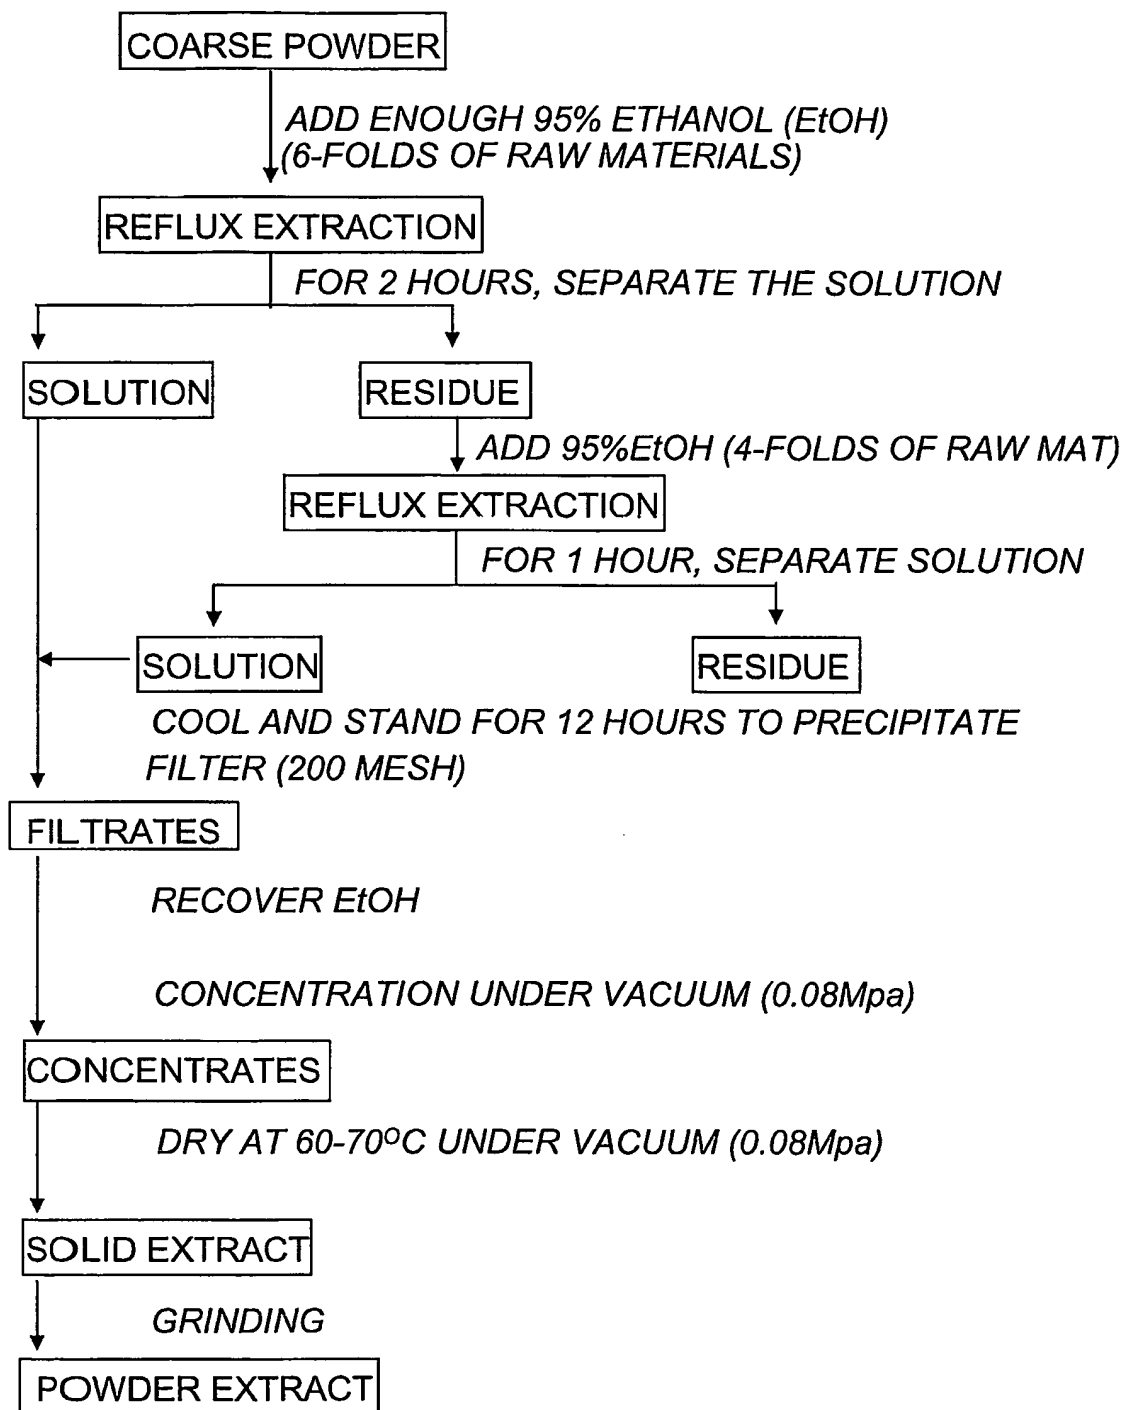 COARSE POWDER
ADD ENOUGH 95% ETHANOL (EtOH)
(6-FOLDS OF RAW MATERIALS)
REFLUX EXTRACTION
FOR 2 HOURS, SEPARATE THE SOLUTION
SOLUTION
RESIDUE
ADD 95%EtOH (4-FOLDS OF RAW MAT)
REFLUX EXTRACTION
FOR 1 HOUR, SEPARATE SOLUTION
SOLUTION
RESIDUE
COOL AND STAND FOR 12 HOURS TO PRECIPITATE
FILTER (200 MESH)
FILTRATES
RECOVER EtOH
CONCENTRATION UNDER VACUUM (0.08Mpa)
CONCENTRATES
DRY AT 60-70°C UNDER VACUUM (0.08Mpa)
SOLID EXTRACT
GRINDING
POWDER EXTRACT